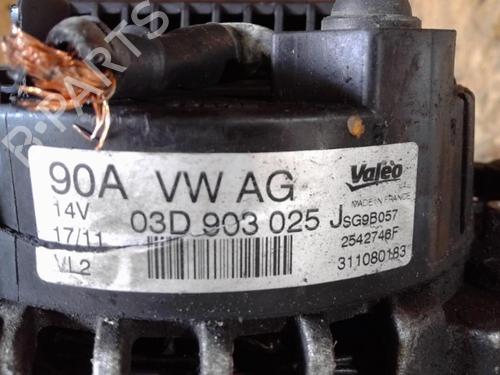 B-PARTS
90A VW AG Valeo
14V 03D 903 025 J MADE IN FRANCE
SG9B057
17/11 2542746F
VL2 311080183